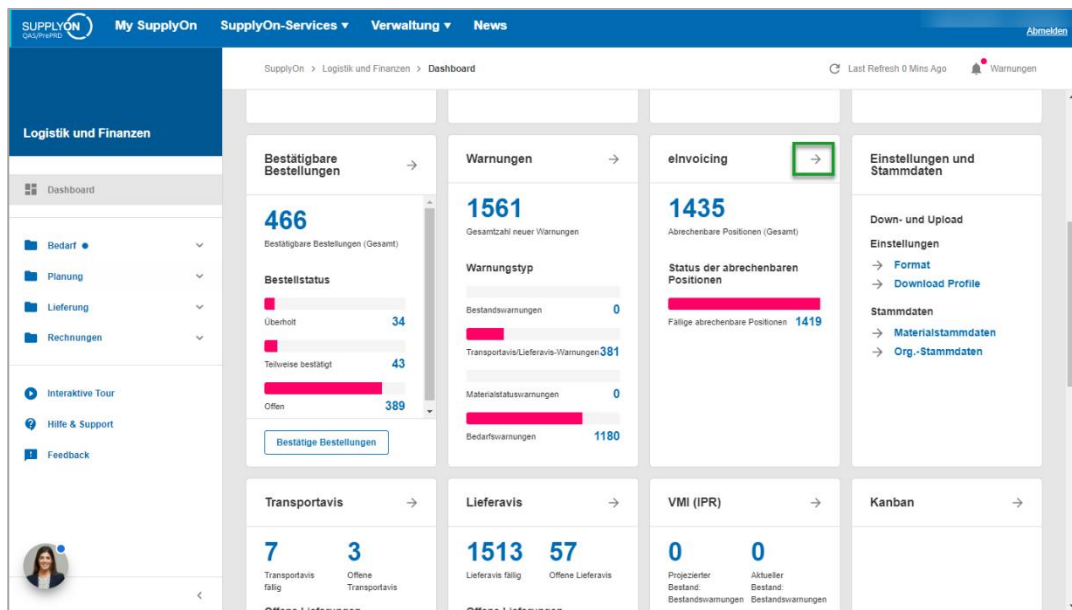 SUPPLYON
QAS/PrePRD
My SupplyOn
SupplyOn-Services ▾
Verwaltung ▾
News
Abmelden
SupplyOn > Logistik und Finanzen > Dashboard
Last Refresh 0 Mins Ago
Warnungen
Logistik und Finanzen
Dashboard
Bedarf
Planung
Lieferung
Rechnungen
Interaktive Tour
Hilfe & Support
Feedback
Bestätigbare
Bestellungen
466
Bestätigbare Bestellungen (Gesamt)
Bestellstatus
Überholt 34
Teilweise bestätigt 43
Offen 389
Bestätige Bestellungen
Warnungen
1561
Gesamtzahl neuer Warnungen
Warnungstyp
Bestandswarnungen 0
Transportavis/Lieferavis-Warnungen 381
Materialstatuswarnungen 0
Bedarfswarnungen 1180
eInvoicing
1435
Abrechenbare Positionen (Gesamt)
Status der abrechenbaren
Positionen
Fällige abrechenbare Positionen 1419
Einstellungen und
Stammdaten
Down- und Upload
Einstellungen
Format
Download Profile
Stammdaten
Materialstammdaten
Org.-Stammdaten
Transportavis
7 3
Transportavis
fällig
Offene
Transportavis
Offene Lieferungen
Lieferavis
1513 57
Lieferavis fällig Offene Lieferavis
Offene Lieferungen
VMI (IPR)
0 0
Projezierter
Bestand:
Bestandswarnungen
Aktueller
Bestand:
Bestandswarnungen
Kanban